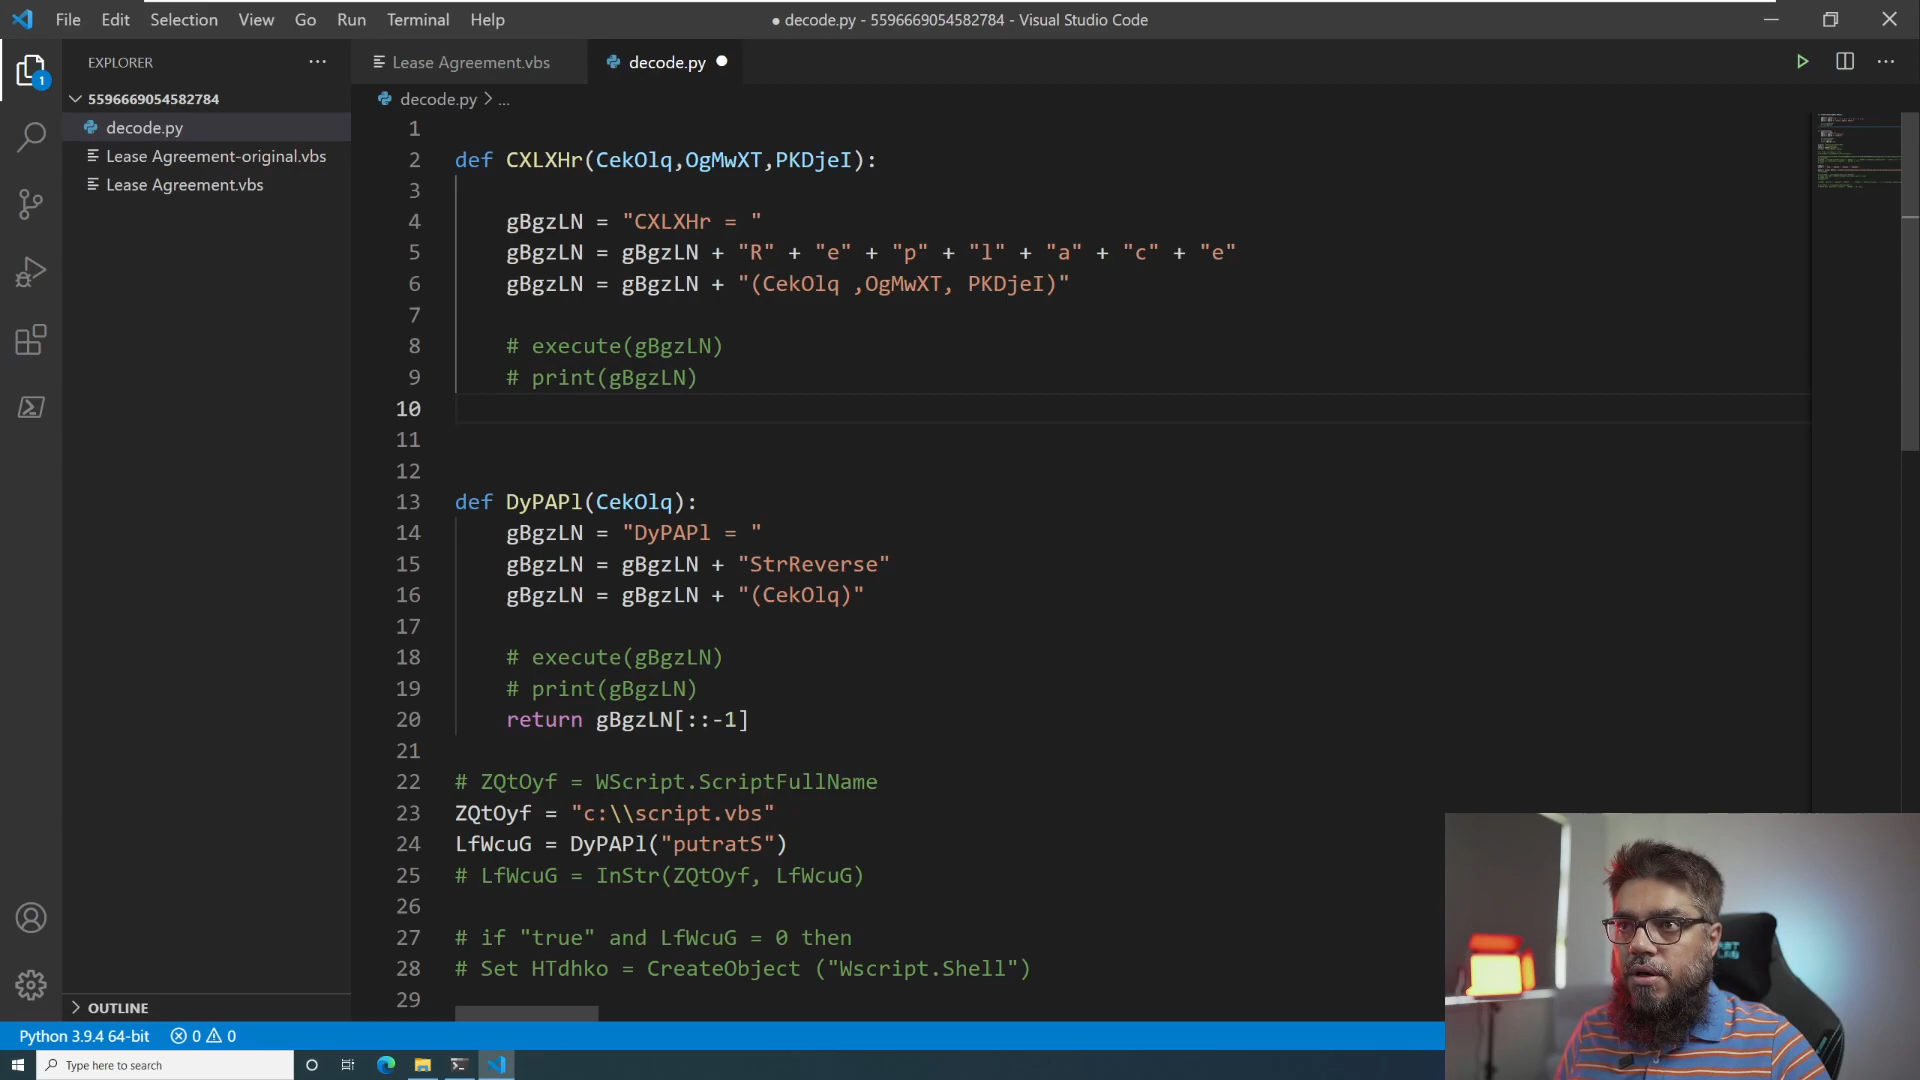 File Edit Selection View Go Run Terminal Help
● decode.py - 5596669054582784 - Visual Studio Code
EXPLORER
Lease Agreement.vbs
decode.py
5596669054582784
decode.py > ...
decode.py
Lease Agreement-original.vbs
Lease Agreement.vbs
1
1
2 def CXLXHr(CekOlq,OgMwXT,PKDjeI):
3
4 gBgzLN = "CXLXHr = "
5 gBgzLN = gBgzLN + "R" + "e" + "p" + "l" + "a" + "c" + "e"
6 gBgzLN = gBgzLN + "(CekOlq ,OgMwXT, PKDjeI)"
7
8 # execute(gBgzLN)
9 # print(gBgzLN)
10
11
12
13 def DyPAPl(CekOlq):
14 gBgzLN = "DyPAPl = "
15 gBgzLN = gBgzLN + "StrReverse"
16 gBgzLN = gBgzLN + "(CekOlq)"
17
18 # execute(gBgzLN)
19 # print(gBgzLN)
20 return gBgzLN[::-1]
21
22 # ZQtOyf = WScript.ScriptFullName
23 ZQtOyf = "c:\\script.vbs"
24 LfWcuG = DyPAPl("putratS")
25 # LfWcuG = InStr(ZQtOyf, LfWcuG)
26
27 # if "true" and LfWcuG = 0 then
28 # Set HTdhko = CreateObject ("Wscript.Shell")
29
OUTLINE
Python 3.9.4 64-bit 0 0
Type here to search